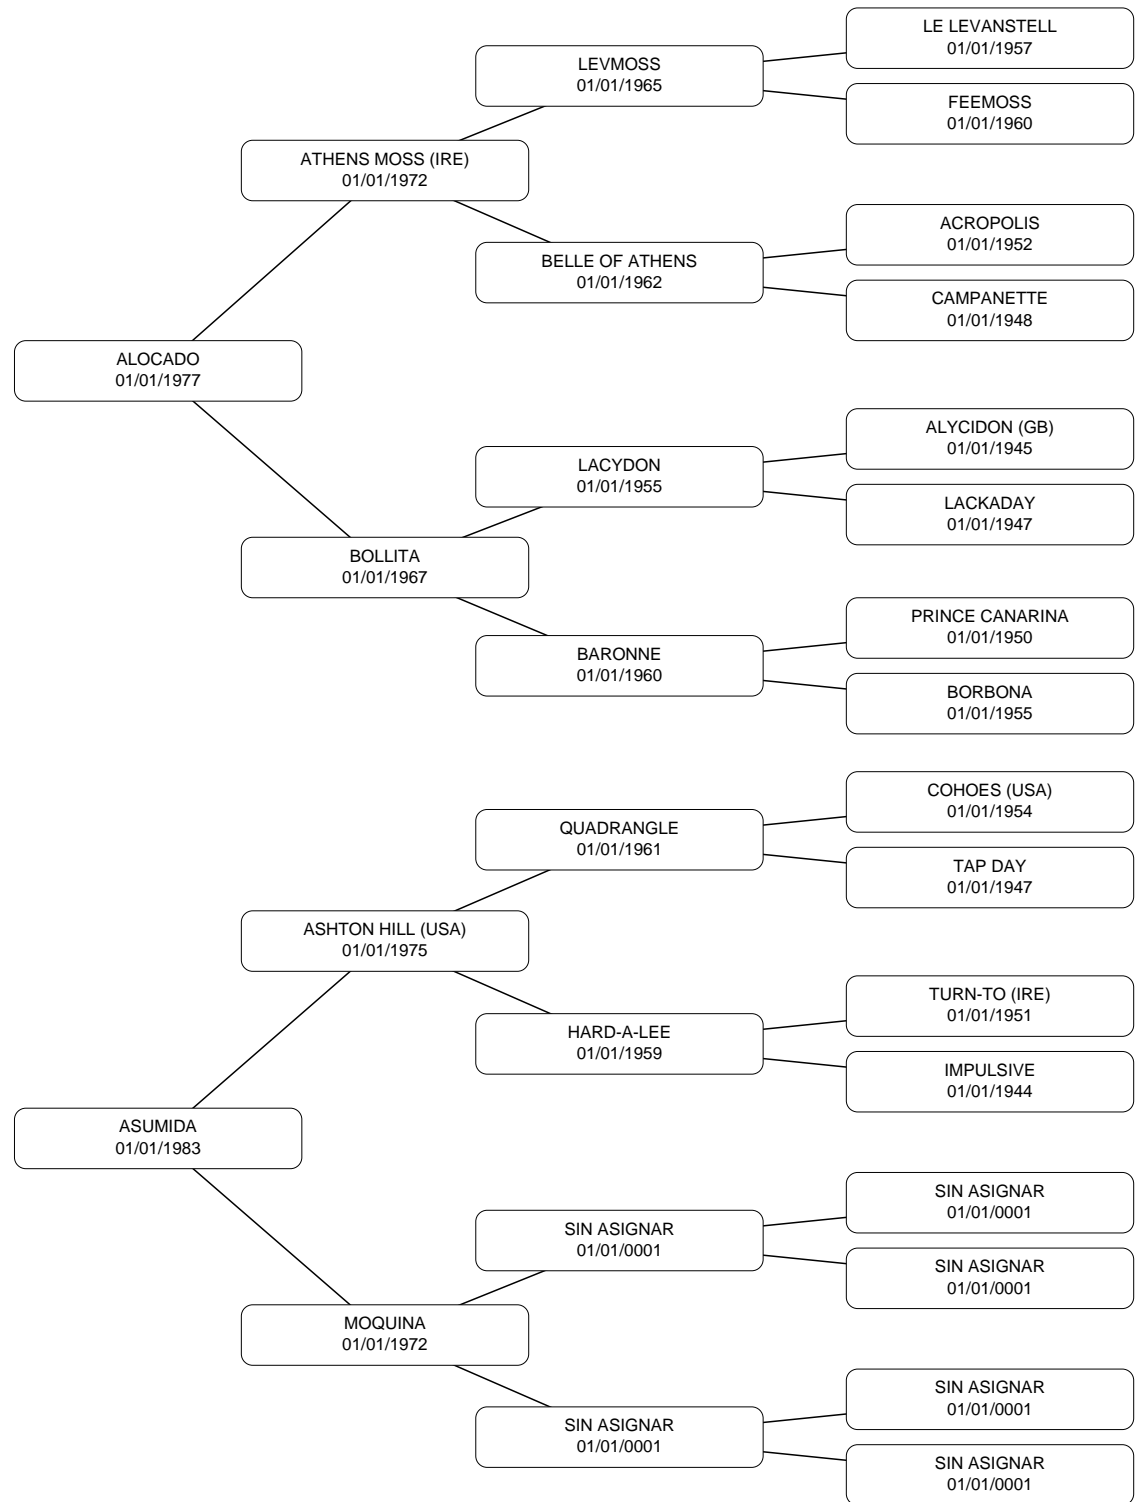 LE LEVANSTELL
01/01/1957
LEVMOSS
01/01/1965
FEEMOSS
01/01/1960
ATHENS MOSS (IRE)
01/01/1972
ACROPOLIS
01/01/1952
BELLE OF ATHENS
01/01/1962
CAMPANETTE
01/01/1948
ALOCADO
01/01/1977
ALYCIDON (GB)
01/01/1945
LACYDON
01/01/1955
LACKADAY
01/01/1947
BOLLITA
01/01/1967
PRINCE CANARINA
01/01/1950
BARONNE
01/01/1960
BORBONA
01/01/1955
COHOES (USA)
01/01/1954
QUADRANGLE
01/01/1961
TAP DAY
01/01/1947
ASHTON HILL (USA)
01/01/1975
TURN-TO (IRE)
01/01/1951
HARD-A-LEE
01/01/1959
IMPULSIVE
01/01/1944
ASUMIDA
01/01/1983
SIN ASIGNAR
01/01/0001
SIN ASIGNAR
01/01/0001
SIN ASIGNAR
01/01/0001
MOQUINA
01/01/1972
SIN ASIGNAR
01/01/0001
SIN ASIGNAR
01/01/0001
SIN ASIGNAR
01/01/0001